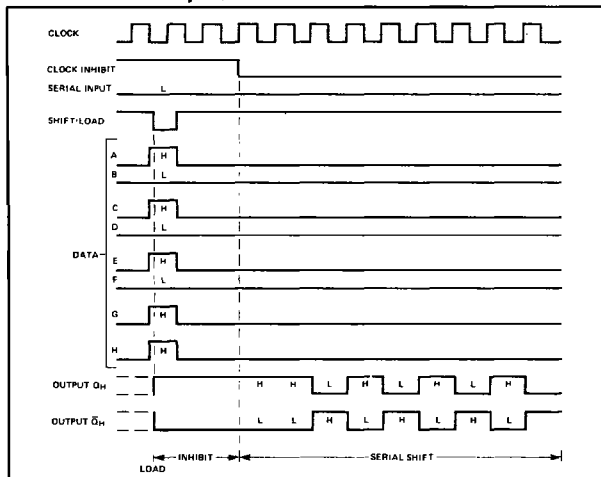 CLOCK
CLOCK INHIBIT
SERIAL INPUT L
SHIFT/LOAD
A H
B L
C H
D L
DATA
E H
F L
G H
H H
OUTPUT QH H H L H L H L H
OUTPUT Q̅H L L H L H L H L
INHIBIT SERIAL SHIFT
LOAD